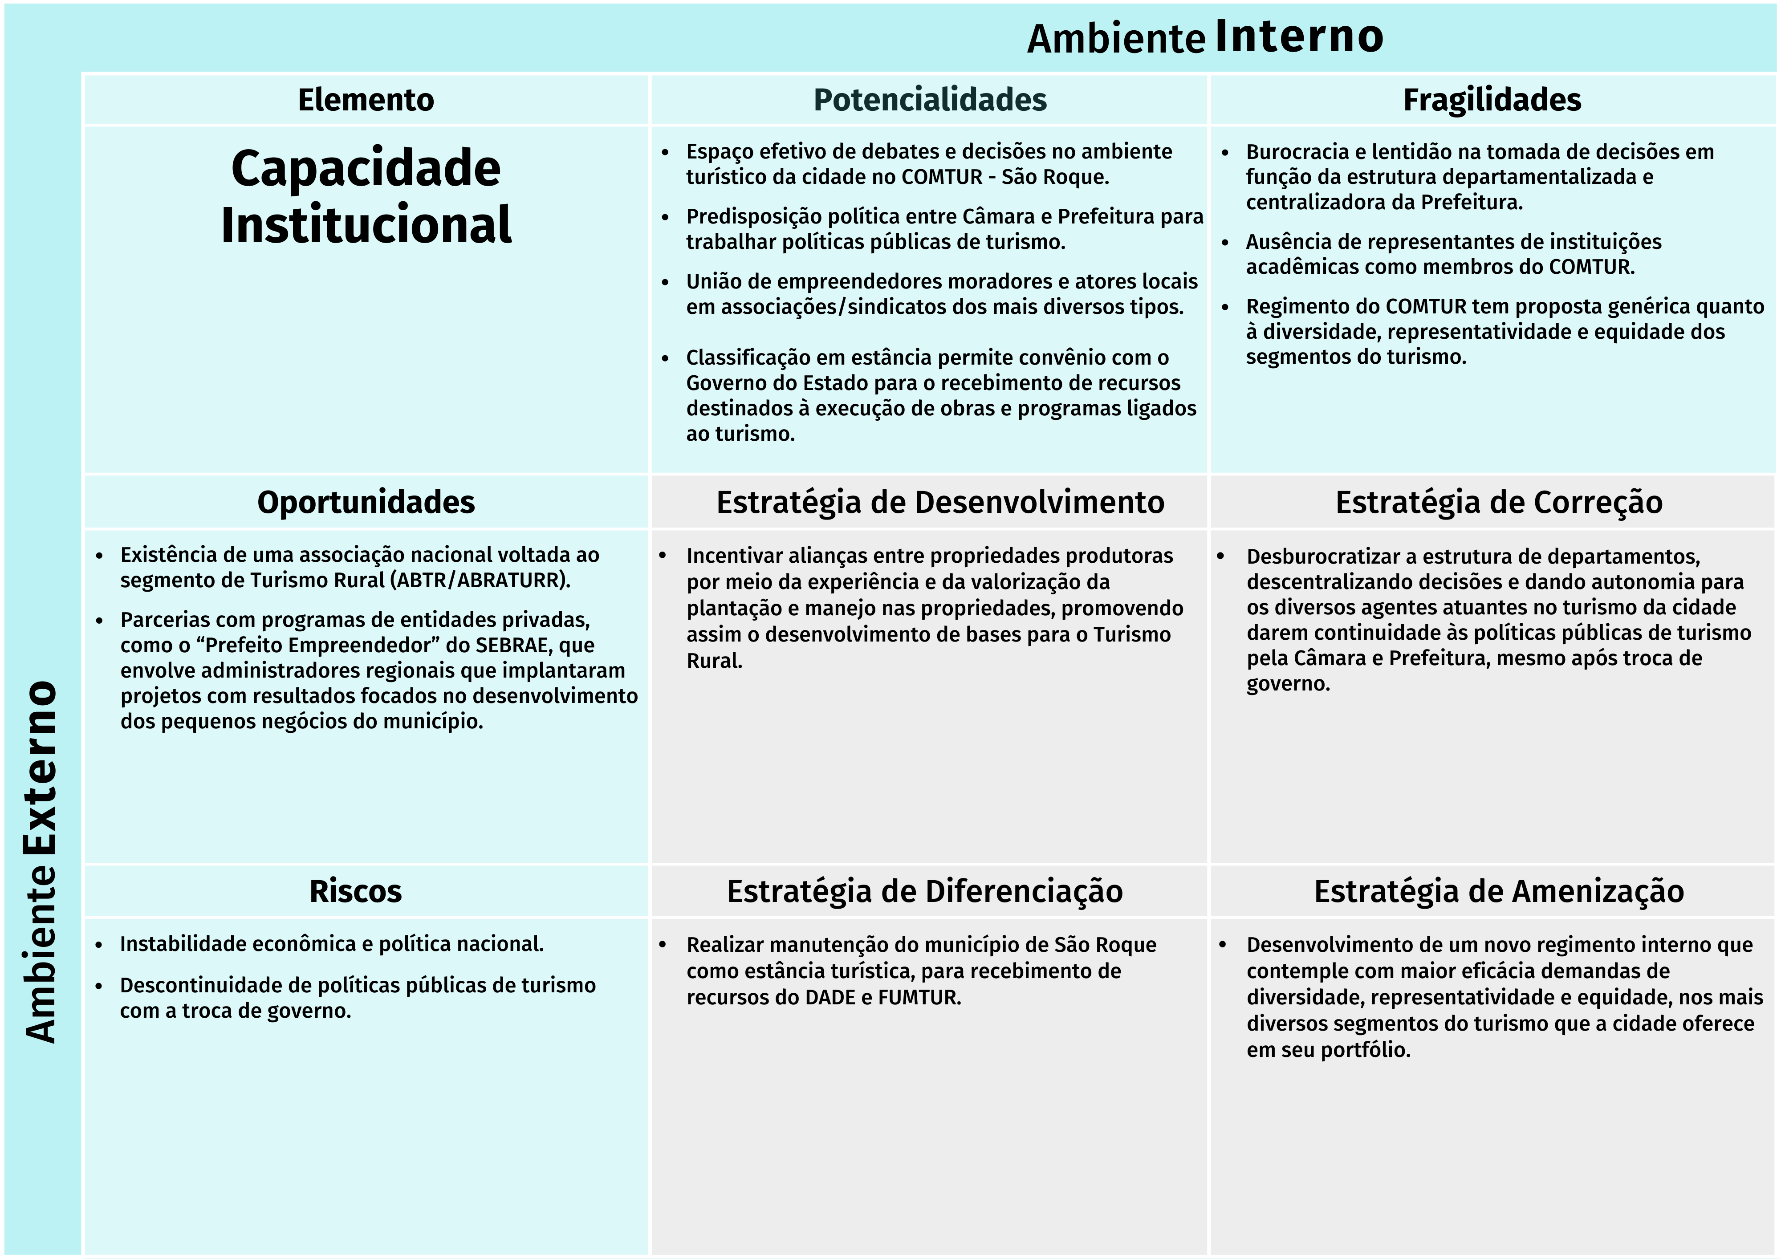 Ambiente Interno
Elemento
Potencialidades
Fragilidades
Capacidade
Institucional
• Espaço efetivo de debates e decisões no ambiente
turístico da cidade no COMTUR - São Roque.
• Predisposição política entre Câmara e Prefeitura para
trabalhar políticas públicas de turismo.
• União de empreendedores moradores e atores locais
em associações/sindicatos dos mais diversos tipos.
• Classificação em estância permite convênio com o
Governo do Estado para o recebimento de recursos
destinados à execução de obras e programas ligados
ao turismo.
• Burocracia e lentidão na tomada de decisões em
função da estrutura departamentalizada e
centralizadora da Prefeitura.
• Ausência de representantes de instituições
acadêmicas como membros do COMTUR.
• Regimento do COMTUR tem proposta genérica quanto
à diversidade, representatividade e equidade dos
segmentos do turismo.
Ambiente Externo
Oportunidades
Estratégia de Desenvolvimento
Estratégia de Correção
• Existência de uma associação nacional voltada ao
segmento de Turismo Rural (ABTR/ABRATURR).
• Parcerias com programas de entidades privadas,
como o “Prefeito Empreendedor” do SEBRAE, que
envolve administradores regionais que implantaram
projetos com resultados focados no desenvolvimento
dos pequenos negócios do município.
• Incentivar alianças entre propriedades produtoras
por meio da experiência e da valorização da
plantação e manejo nas propriedades, promovendo
assim o desenvolvimento de bases para o Turismo
Rural.
• Desburocratizar a estrutura de departamentos,
descentralizando decisões e dando autonomia para
os diversos agentes atuantes no turismo da cidade
darem continuidade às políticas públicas de turismo
pela Câmara e Prefeitura, mesmo após troca de
governo.
Riscos
Estratégia de Diferenciação
Estratégia de Amenização
• Instabilidade econômica e política nacional.
• Descontinuidade de políticas públicas de turismo
com a troca de governo.
• Realizar manutenção do município de São Roque
como estância turística, para recebimento de
recursos do DADE e FUMTUR.
• Desenvolvimento de um novo regimento interno que
contemple com maior eficácia demandas de
diversidade, representatividade e equidade, nos mais
diversos segmentos do turismo que a cidade oferece
em seu portfólio.